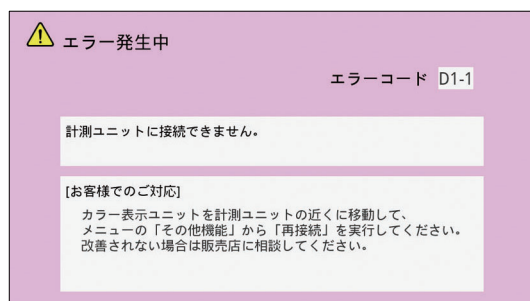 エラー発生中
エラーコード D1-1
計測ユニットに接続できません。
[お客様でのご対応]
カラー表示ユニットを計測ユニットの近くに移動して、
メニューの「その他機能」から「再接続」を実行してください。
改善されない場合は販売店に相談してください。